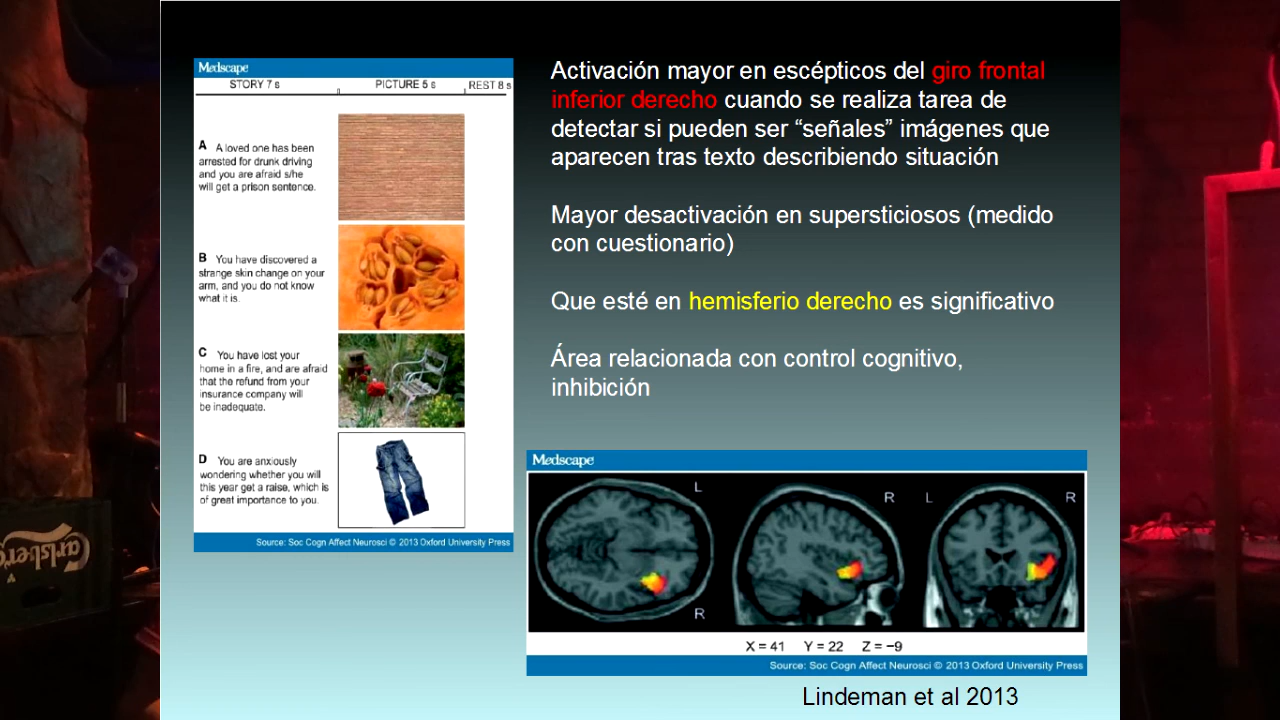 Medscape
STORY 7 s PICTURE 5 s REST 8 s
A A loved one has been
arrested for drunk driving
and you are afraid s/he
will get a prison sentence.
B You have discovered a
strange skin change on your
arm, and you do not know
what it is.
C You have lost your
home in a fire, and are afraid
that the refund from your
insurance company will
be inadequate.
D You are anxiously
wondering whether you will
this year get a raise, which is
of great importance to you.
Source: Soc Cogn Affect Neurosci © 2013 Oxford University Press
Activación mayor en escépticos del giro frontal
inferior derecho cuando se realiza tarea de
detectar si pueden ser “señales” imágenes que
aparecen tras texto describiendo situación
Mayor desactivación en supersticiosos (medido
con cuestionario)
Que esté en hemisferio derecho es significativo
Área relacionada con control cognitivo,
inhibición
Medscape
L
R
R
L
R
X = 41 Y = 22 Z = −9
Source: Soc Cogn Affect Neurosci © 2013 Oxford University Press
Lindeman et al 2013
Carlsberg